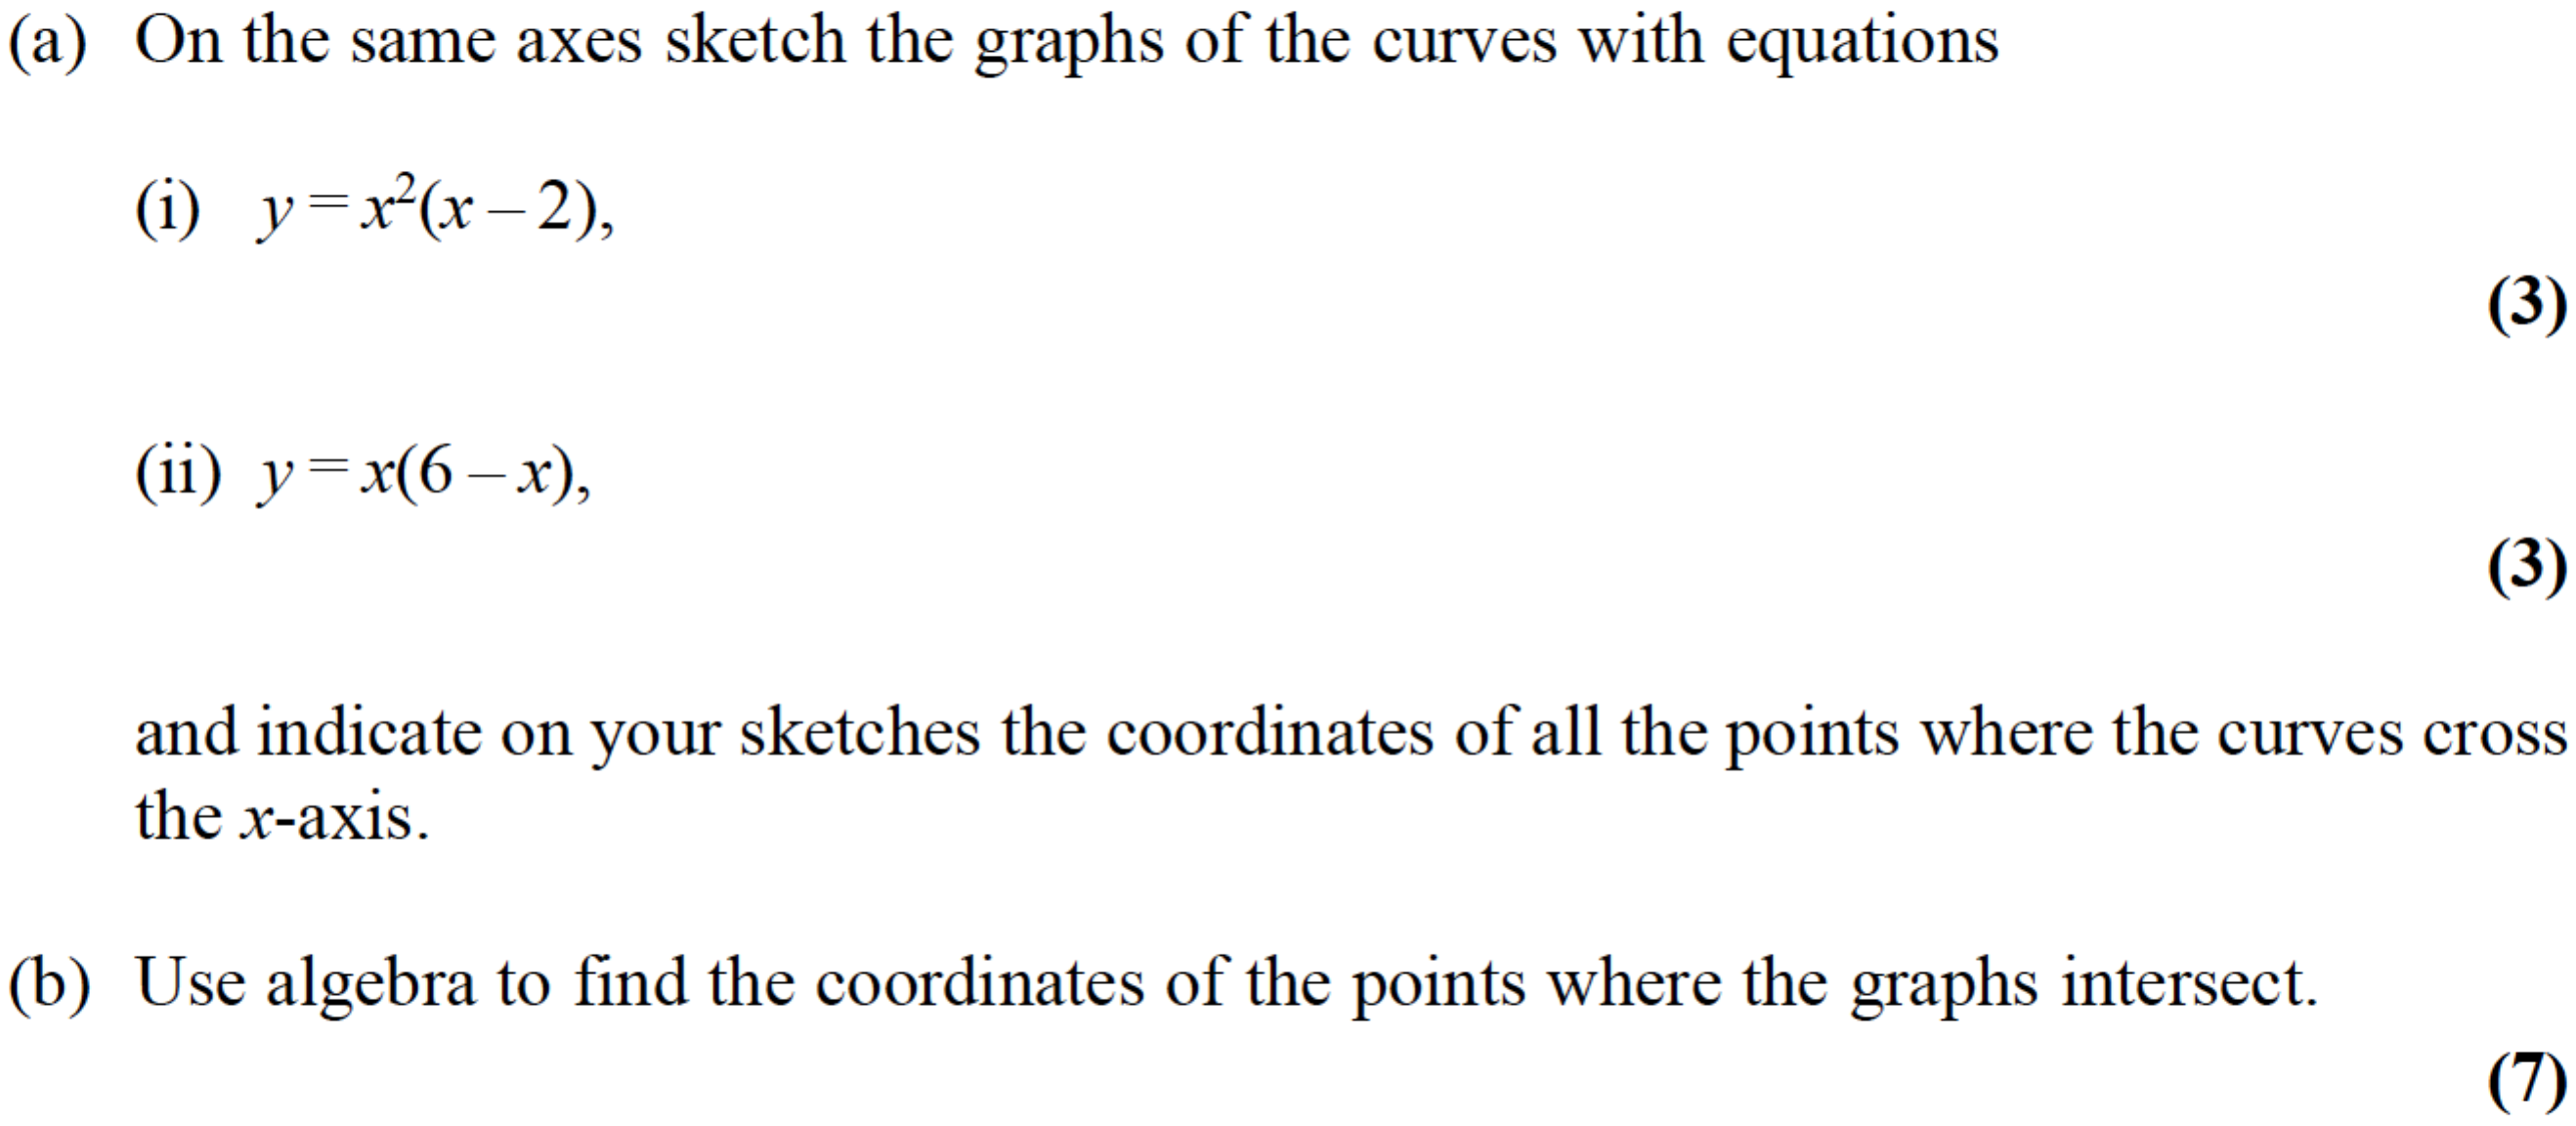 (a) On the same axes sketch the graphs of the curves with equations
(i) y = x²(x – 2),
(3)
(ii) y = x(6 – x),
(3)
and indicate on your sketches the coordinates of all the points where the curves cross
the x-axis.
(b) Use algebra to find the coordinates of the points where the graphs intersect.
(7)